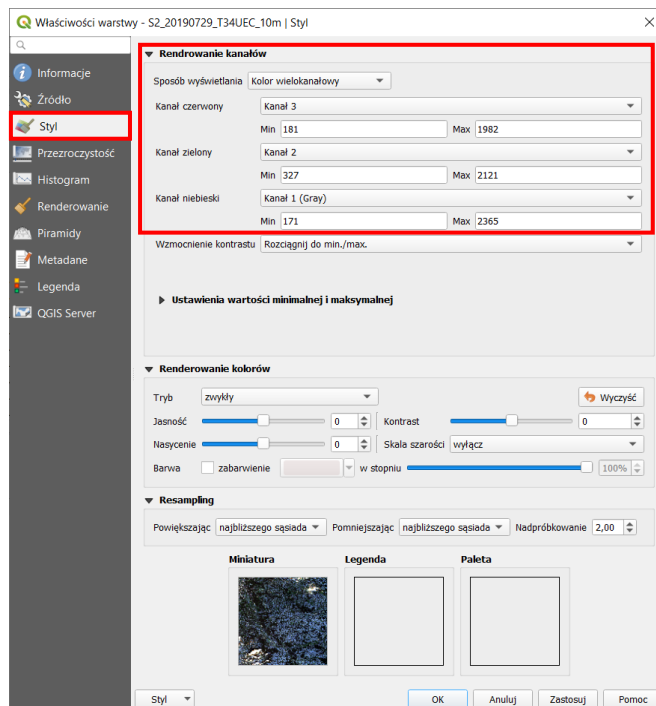 Właściwości warstwy - S2_20190729_T34UEC_10m | Styl
Informacje
Źródło
Styl
Przezroczystość
Histogram
Renderowanie
Piramidy
Metadane
Legenda
QGIS Server
Rendrowanie kanałów
Sposób wyświetlania Kolor wielokanałowy
Kanał czerwony Kanał 3
Min 181 Max 1982
Kanał zielony Kanał 2
Min 327 Max 2121
Kanał niebieski Kanał 1 (Gray)
Min 171 Max 2365
Wzmocnienie kontrastu Rozciągnij do min./max.
Ustawienia wartości minimalnej i maksymalnej
Renderowanie kolorów
Tryb zwykły Wyczyść
Jasność 0 Kontrast 0
Nasycenie 0 Skala szarości wyłącz
Barwa zabarwienie w stopniu 100%
Resampling
Powiększając najbliższego sąsiada Pomniejszając najbliższego sąsiada Nadpróbkowanie 2,00
Miniatura Legenda Paleta
Styl OK Anuluj Zastosuj Pomoc